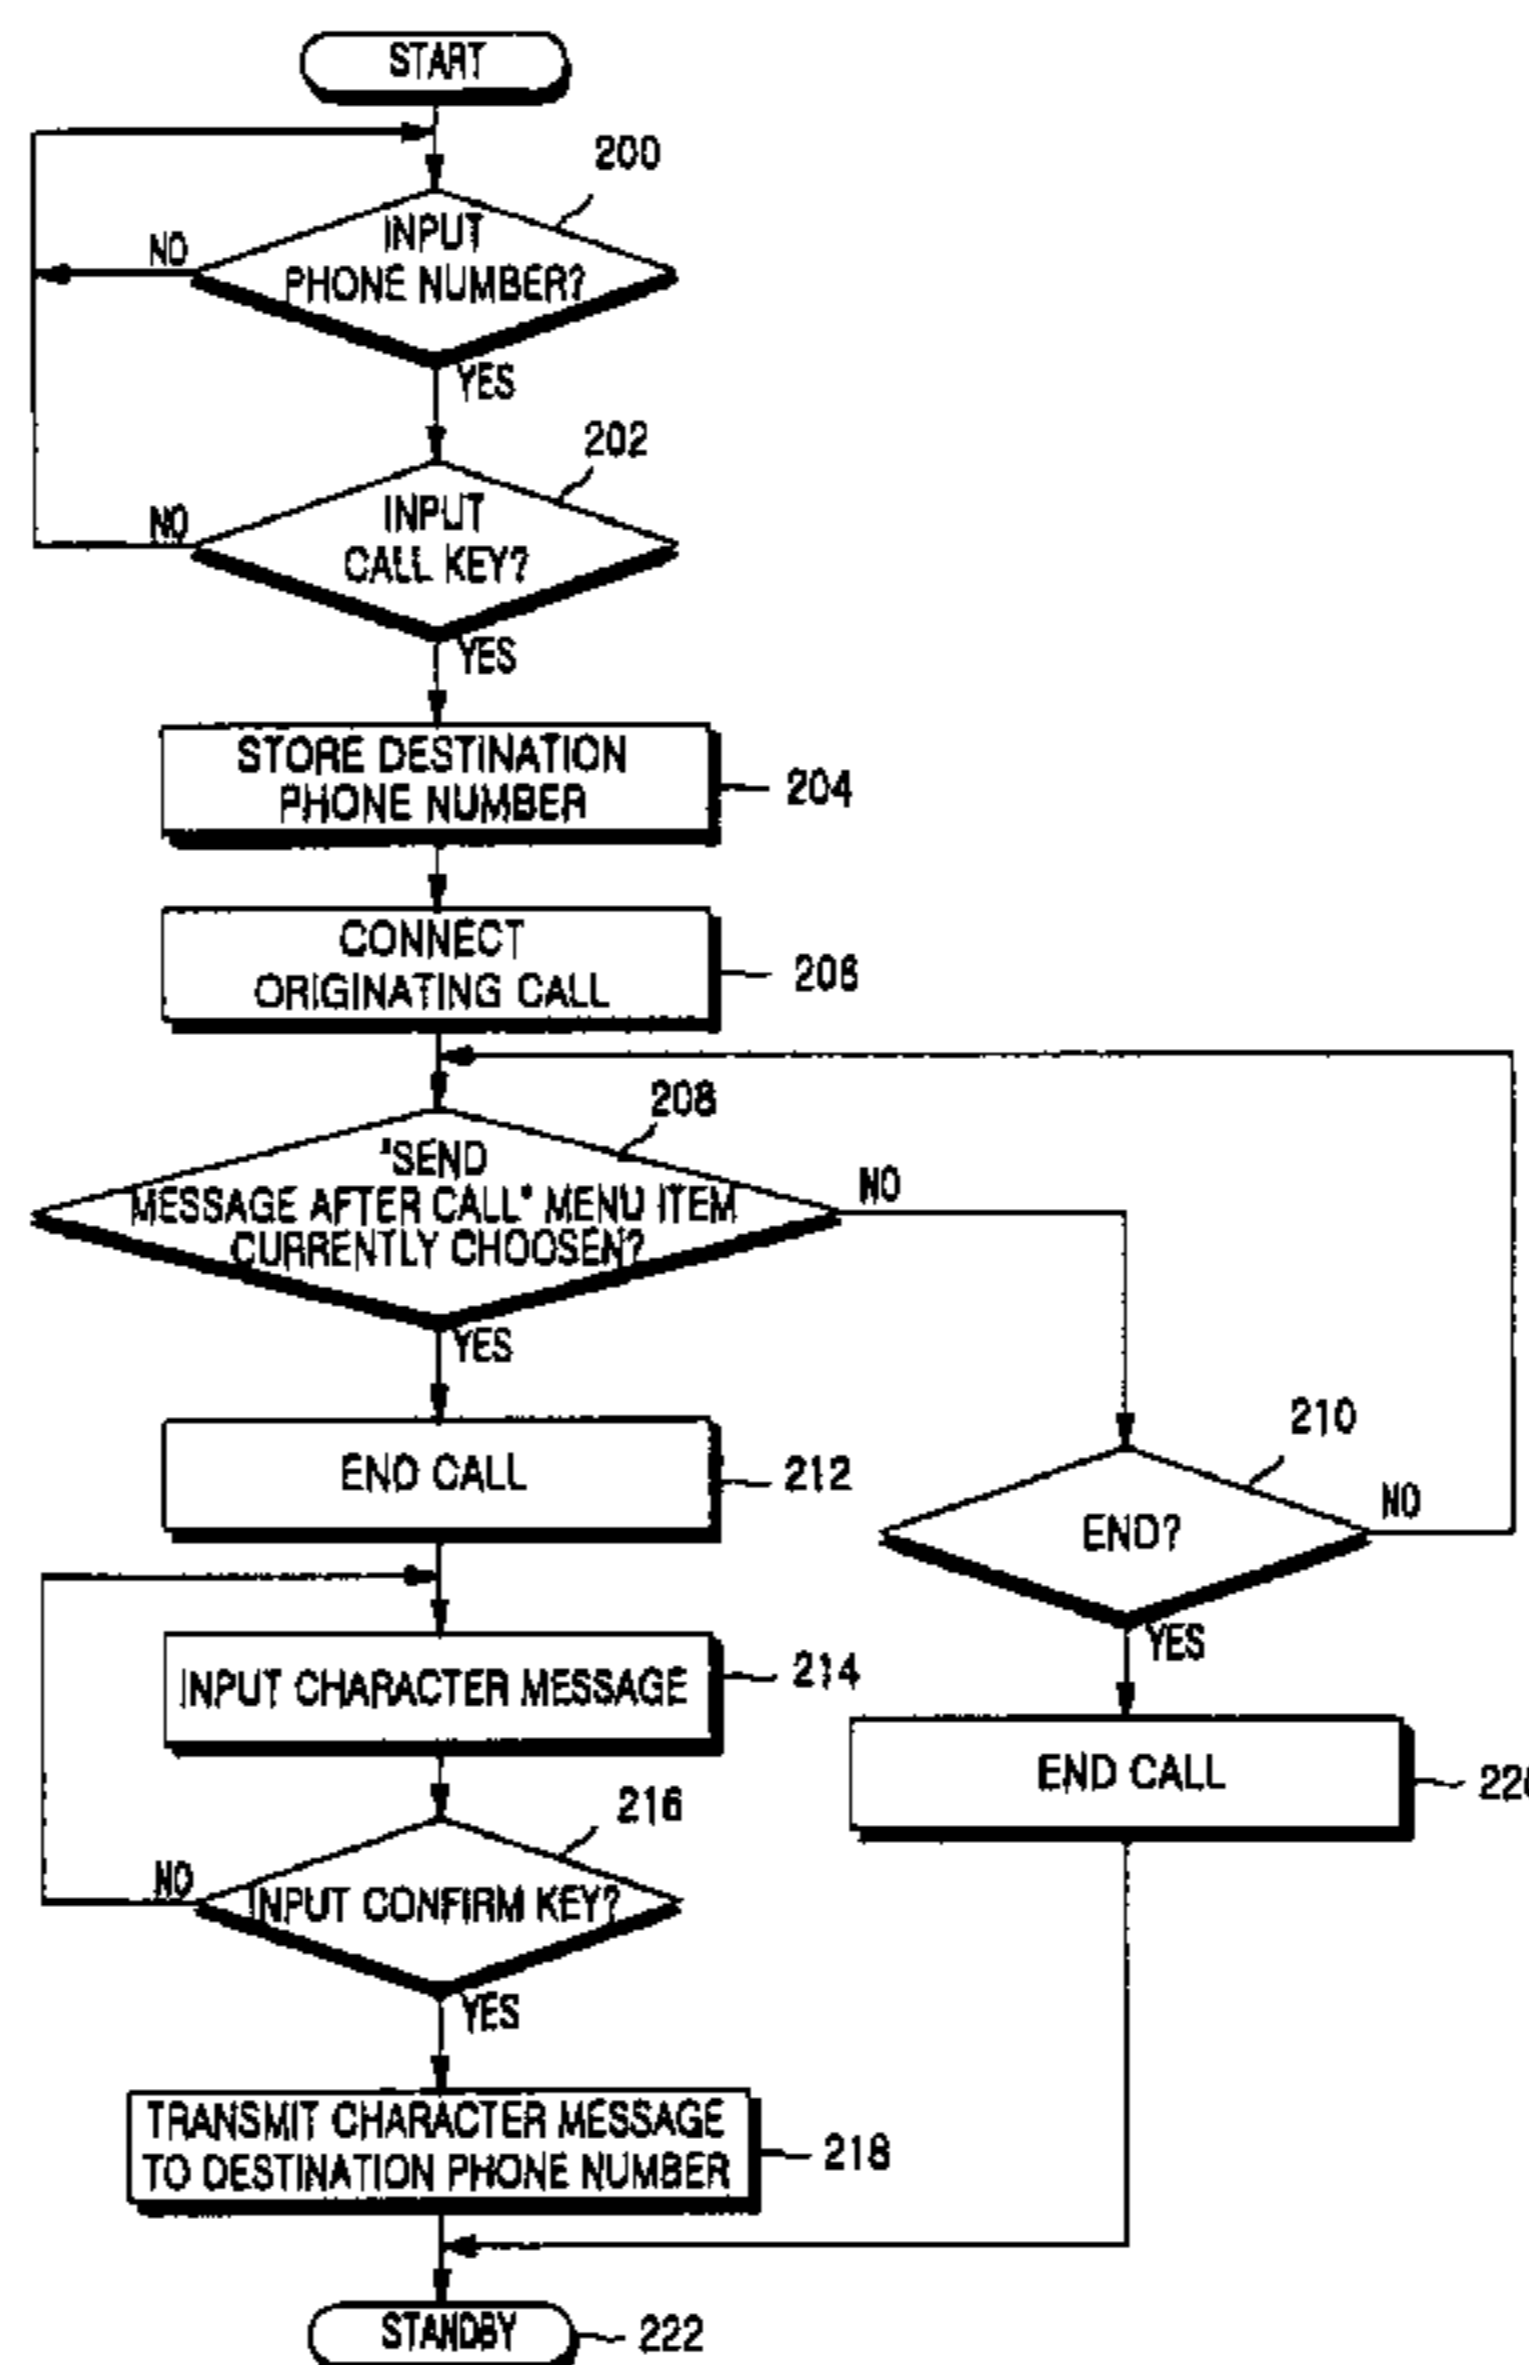 START
200
INPUT
PHONE NUMBER?
NO
YES
202
INPUT
CALL KEY?
NO
YES
STORE DESTINATION
PHONE NUMBER
204
CONNECT
ORIGINATING CALL
206
208
"SEND
MESSAGE AFTER CALL" MENU ITEM
CURRENTLY CHOOSEN?
NO
YES
END CALL
212
210
END?
NO
YES
INPUT CHARACTER MESSAGE
214
END CALL
216
INPUT CONFIRM KEY?
NO
YES
TRANSMIT CHARACTER MESSAGE
TO DESTINATION PHONE NUMBER
218
STANDBY
222